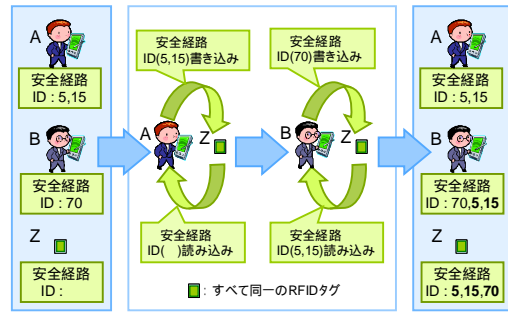 A
安全経路
ID : 5,15
B
安全経路
ID : 70
Z
安全経路
ID :
安全経路
ID(5,15)書き込み
A
Z
安全経路
ID(　)読み込み
安全経路
ID(70)書き込み
B
Z
安全経路
ID(5,15)読み込み
: すべて同一のRFIDタグ
A
安全経路
ID : 5,15
B
安全経路
ID : 70,5,15
Z
安全経路
ID : 5,15,70